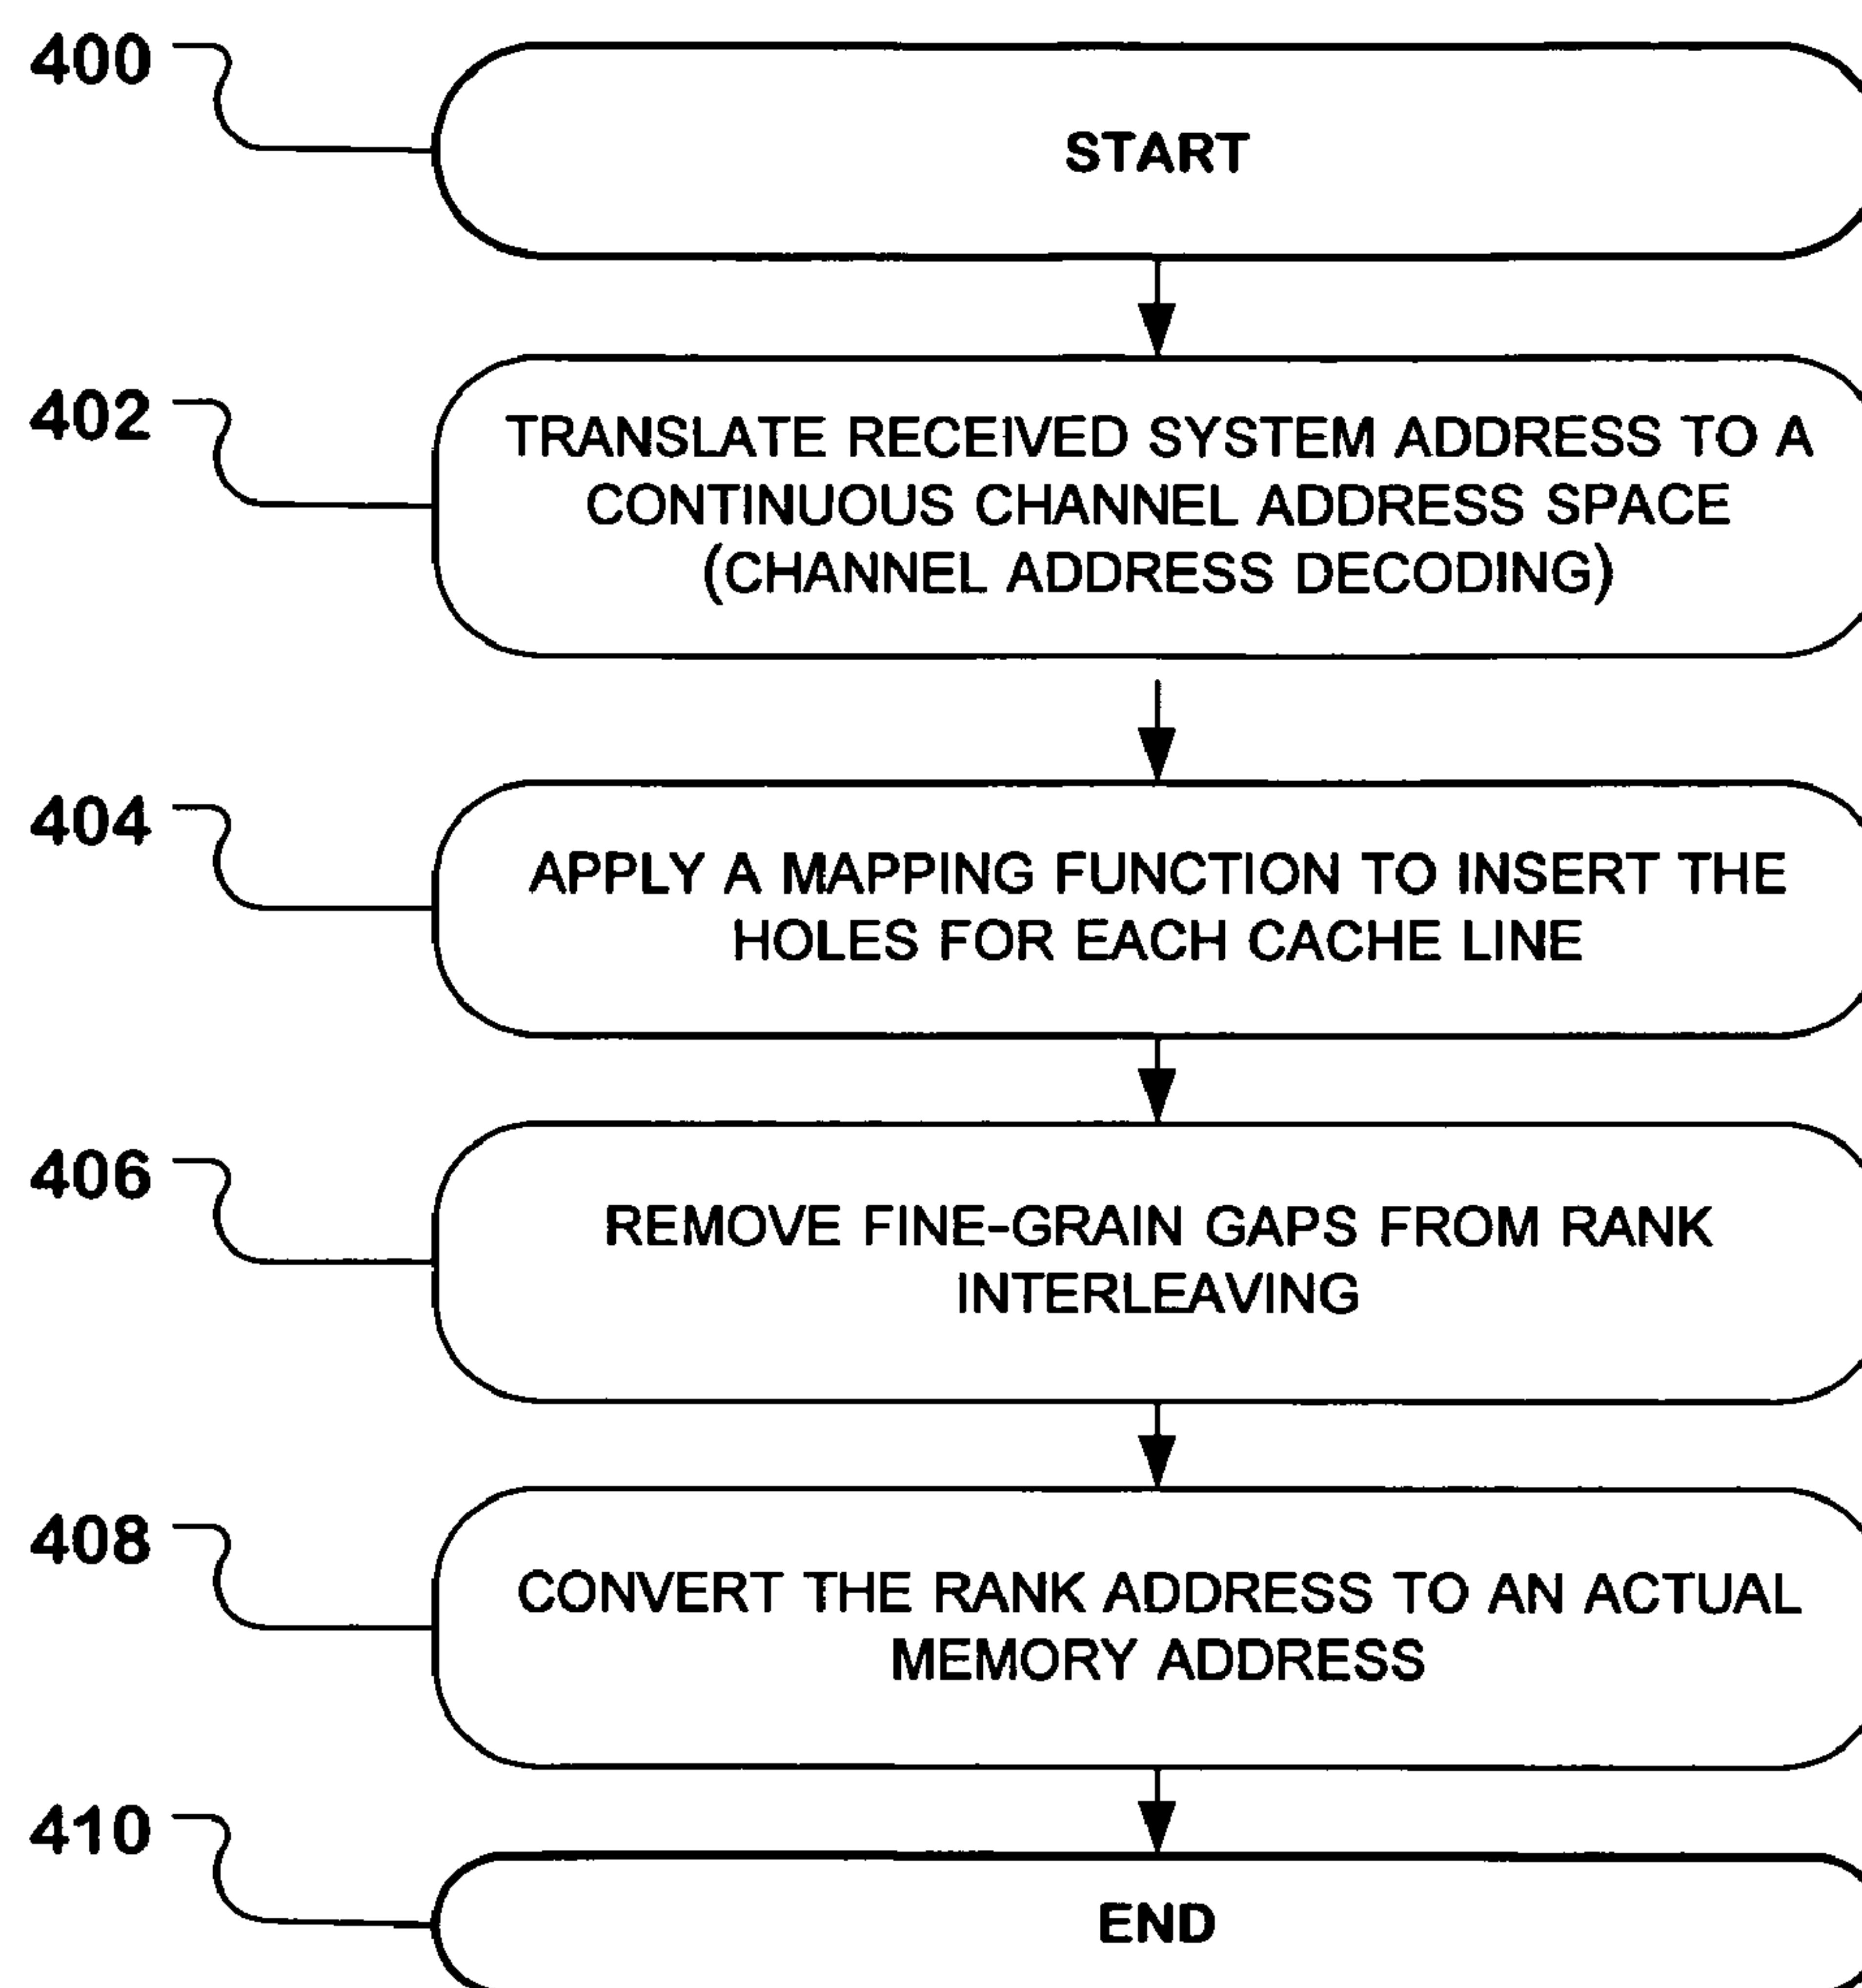 400
START
402
TRANSLATE RECEIVED SYSTEM ADDRESS TO A
CONTINUOUS CHANNEL ADDRESS SPACE
(CHANNEL ADDRESS DECODING)
404
APPLY A MAPPING FUNCTION TO INSERT THE
HOLES FOR EACH CACHE LINE
406
REMOVE FINE-GRAIN GAPS FROM RANK
INTERLEAVING
408
CONVERT THE RANK ADDRESS TO AN ACTUAL
MEMORY ADDRESS
410
END